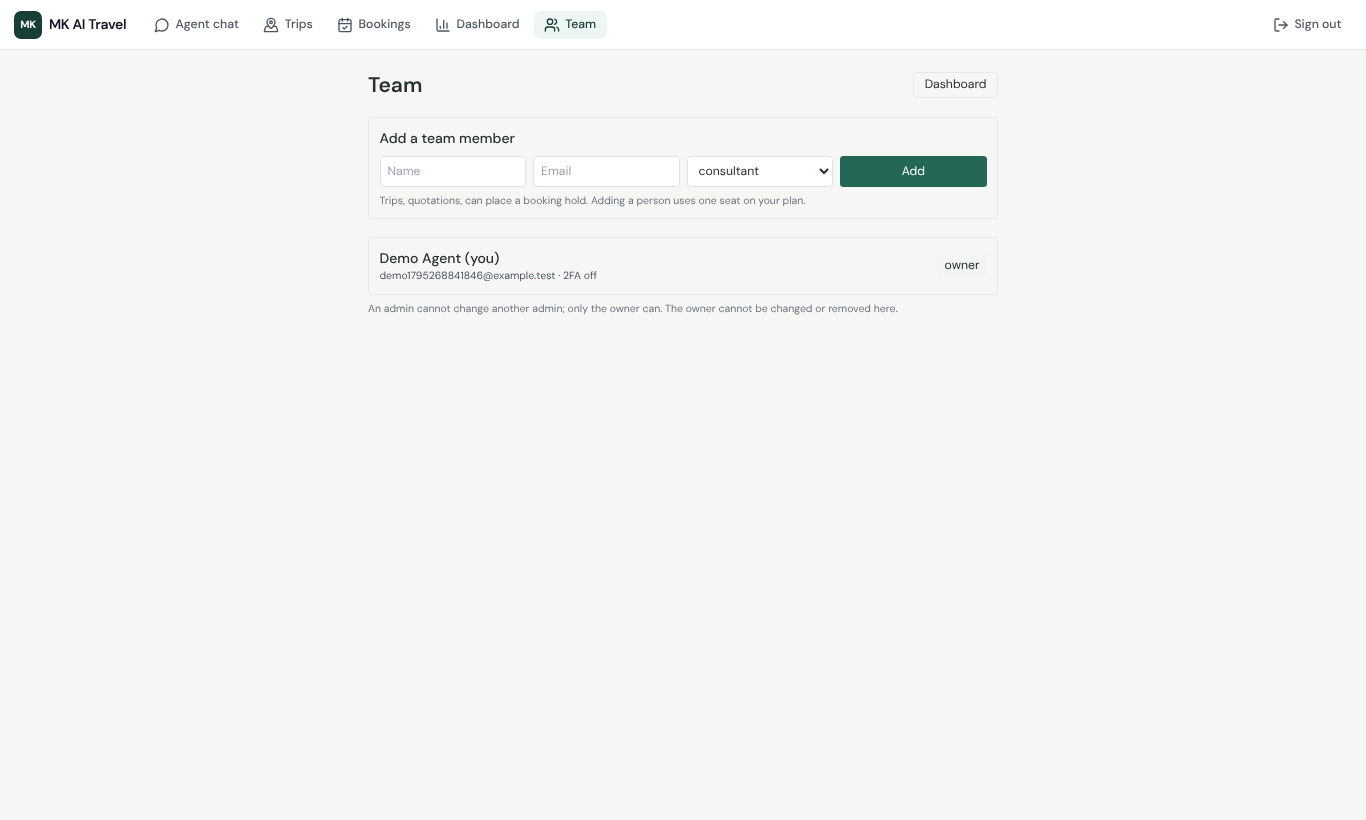 MK MK AI Travel Agent chat Trips Bookings Dashboard Team Sign out
Team Dashboard
Add a team member
Name Email consultant Add
Trips, quotations, can place a booking hold. Adding a person uses one seat on your plan.
Demo Agent (you)
demo1795268841846@example.test · 2FA off
owner
An admin cannot change another admin; only the owner can. The owner cannot be changed or removed here.